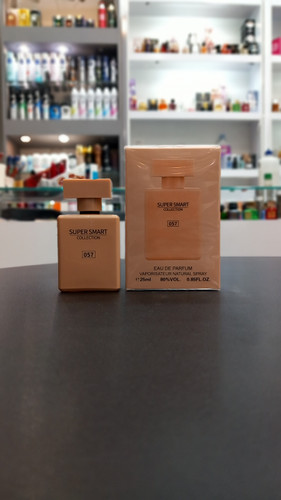 SUPER SMART
COLLECTION
057
SUPER SMART
COLLECTION
057
EAU DE PARFUM
VAPORISATEUR NATURAL SPRAY
25ml 80%VOL. 0.85FL OZ